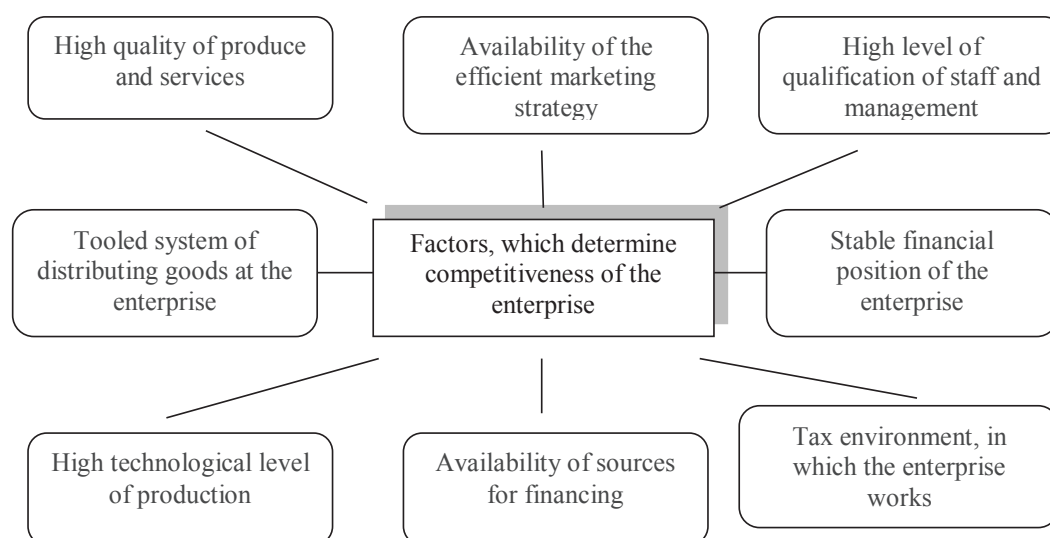 High quality of produce
and services
Availability of the
efficient marketing
strategy
High level of
qualification of staff and
management
Tooled system of
distributing goods at the
enterprise
Factors, which determine
competitiveness of the
enterprise
Stable financial
position of the
enterprise
High technological level
of production
Availability of sources
for financing
Tax environment, in
which the enterprise
works